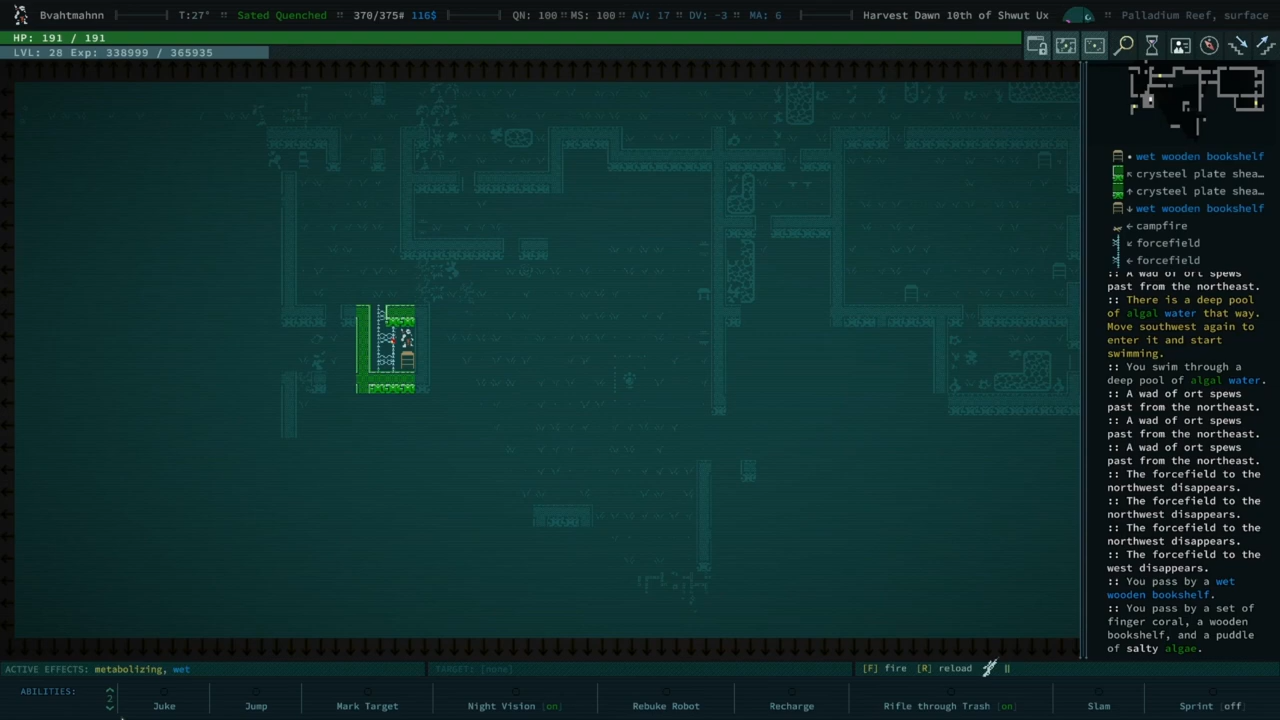 Bvahtmahnn T:27° Sated Quenched 370/375# 116$ QN: 100 MS: 100 AV: 17 DV: -3 MA: 6 Harvest Dawn 10th of Shwut Ux Palladium Reef, surface
HP: 191 / 191
LVL: 28 Exp: 338999 / 365935
wet wooden bookshelf
crysteel plate shea…
crysteel plate shea…
wet wooden bookshelf
campfire
forcefield
forcefield
:: A wad of ort spews
past from the northeast.
:: There is a deep pool
of algal water that way.
Move southwest again to
enter it and start
swimming.
:: You swim through a
deep pool of algal water.
:: A wad of ort spews
past from the northeast.
:: A wad of ort spews
past from the northeast.
:: A wad of ort spews
past from the northeast.
:: The forcefield to the
northwest disappears.
:: The forcefield to the
northwest disappears.
:: The forcefield to the
northwest disappears.
:: The forcefield to the
west disappears.
:: You pass by a wet
wooden bookshelf.
:: You pass by a set of
finger coral, a wooden
bookshelf, and a puddle
of salty algae.
ACTIVE EFFECTS: metabolizing, wet TARGET: [none] [F] fire [R] reload
ABILITIES: 2 Juke Jump Mark Target Night Vision [on] Rebuke Robot Recharge Rifle through Trash [on] Slam Sprint [off]